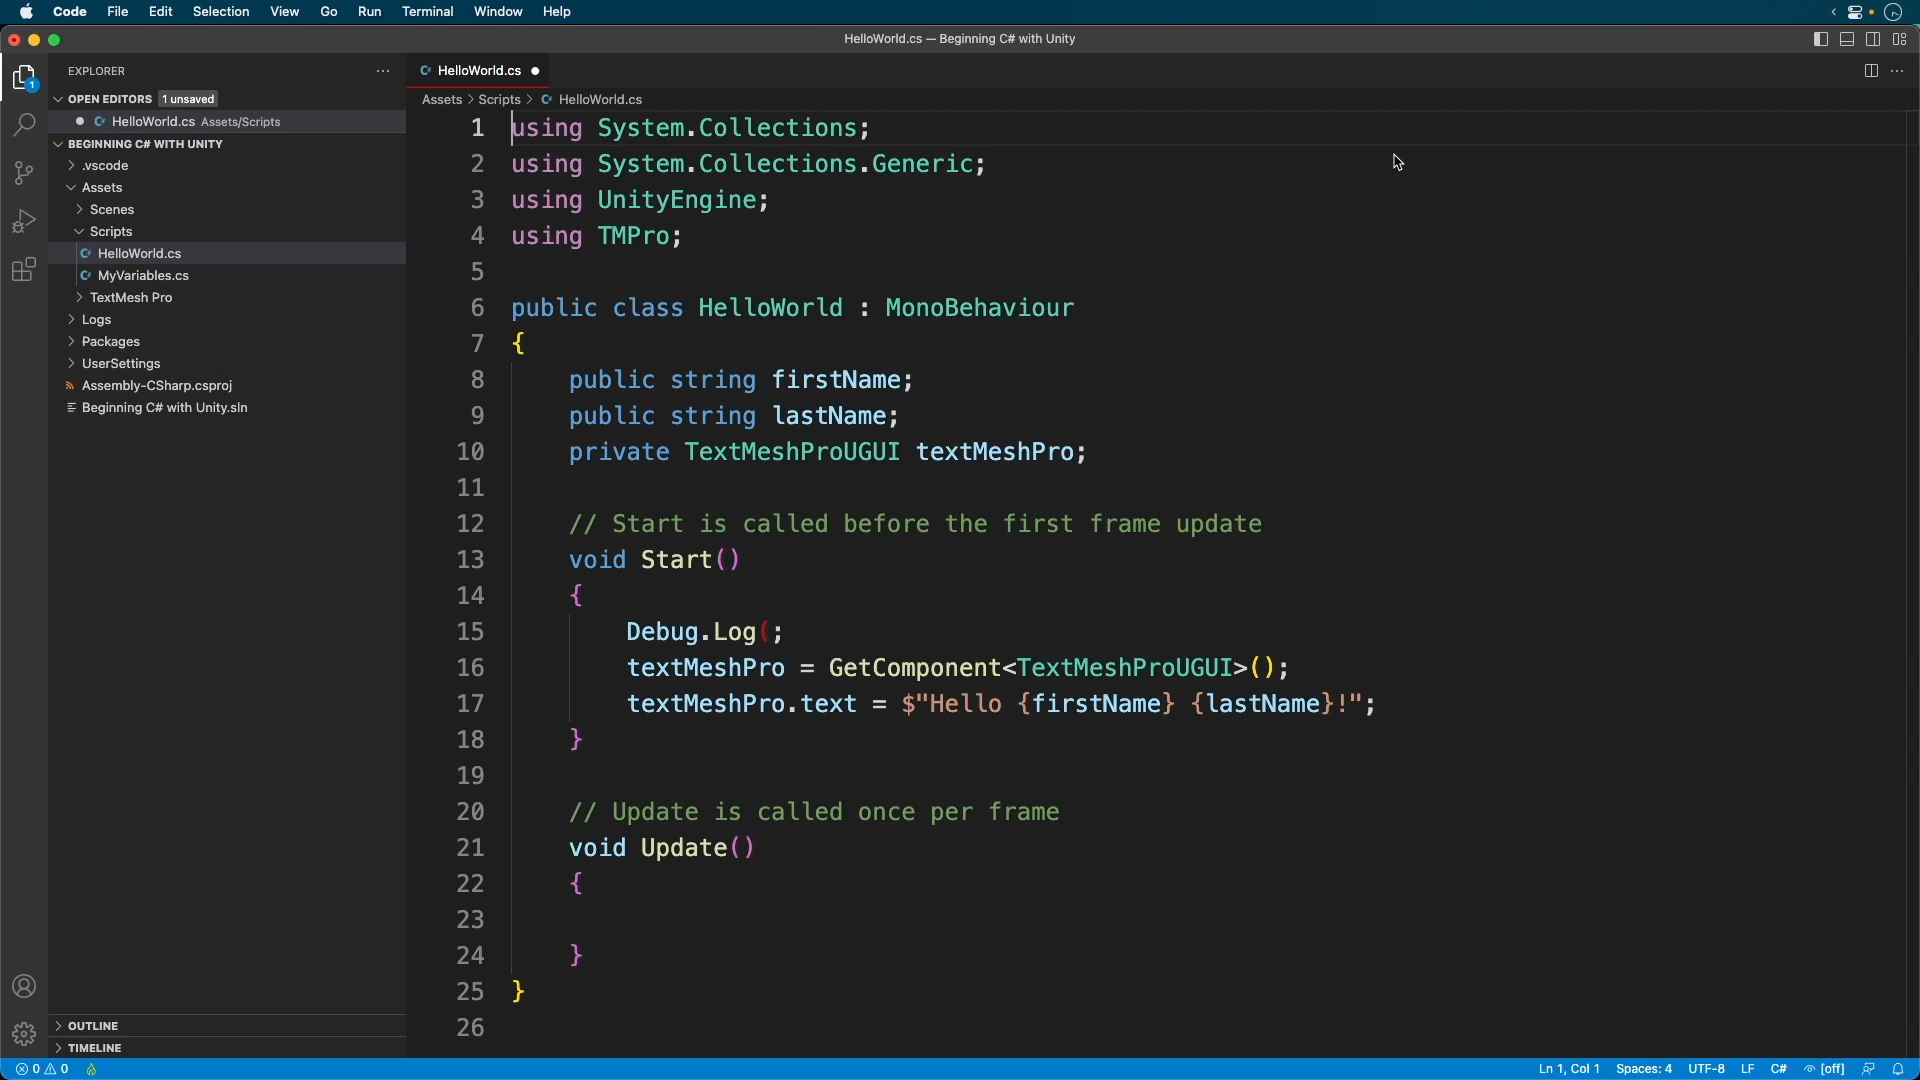 Code File Edit Selection View Go Run Terminal Window Help
HelloWorld.cs — Beginning C# with Unity
EXPLORER
OPEN EDITORS 1 unsaved
HelloWorld.cs Assets/Scripts
BEGINNING C# WITH UNITY
.vscode
Assets
Scenes
Scripts
HelloWorld.cs
MyVariables.cs
TextMesh Pro
Logs
Packages
UserSettings
Assembly-CSharp.csproj
Beginning C# with Unity.sln
OUTLINE
TIMELINE
1
HelloWorld.cs
Assets > Scripts > HelloWorld.cs
1 using System.Collections;
2 using System.Collections.Generic;
3 using UnityEngine;
4 using TMPro;
5
6 public class HelloWorld : MonoBehaviour
7 {
8 public string firstName;
9 public string lastName;
10 private TextMeshProUGUI textMeshPro;
11
12 // Start is called before the first frame update
13 void Start()
14 {
15 Debug.Log(;
16 textMeshPro = GetComponent<TextMeshProUGUI>();
17 textMeshPro.text = $"Hello {firstName} {lastName}!";
18 }
19
20 // Update is called once per frame
21 void Update()
22 {
23
24 }
25 }
26
0 0 Ln 1, Col 1 Spaces: 4 UTF-8 LF C# [off]